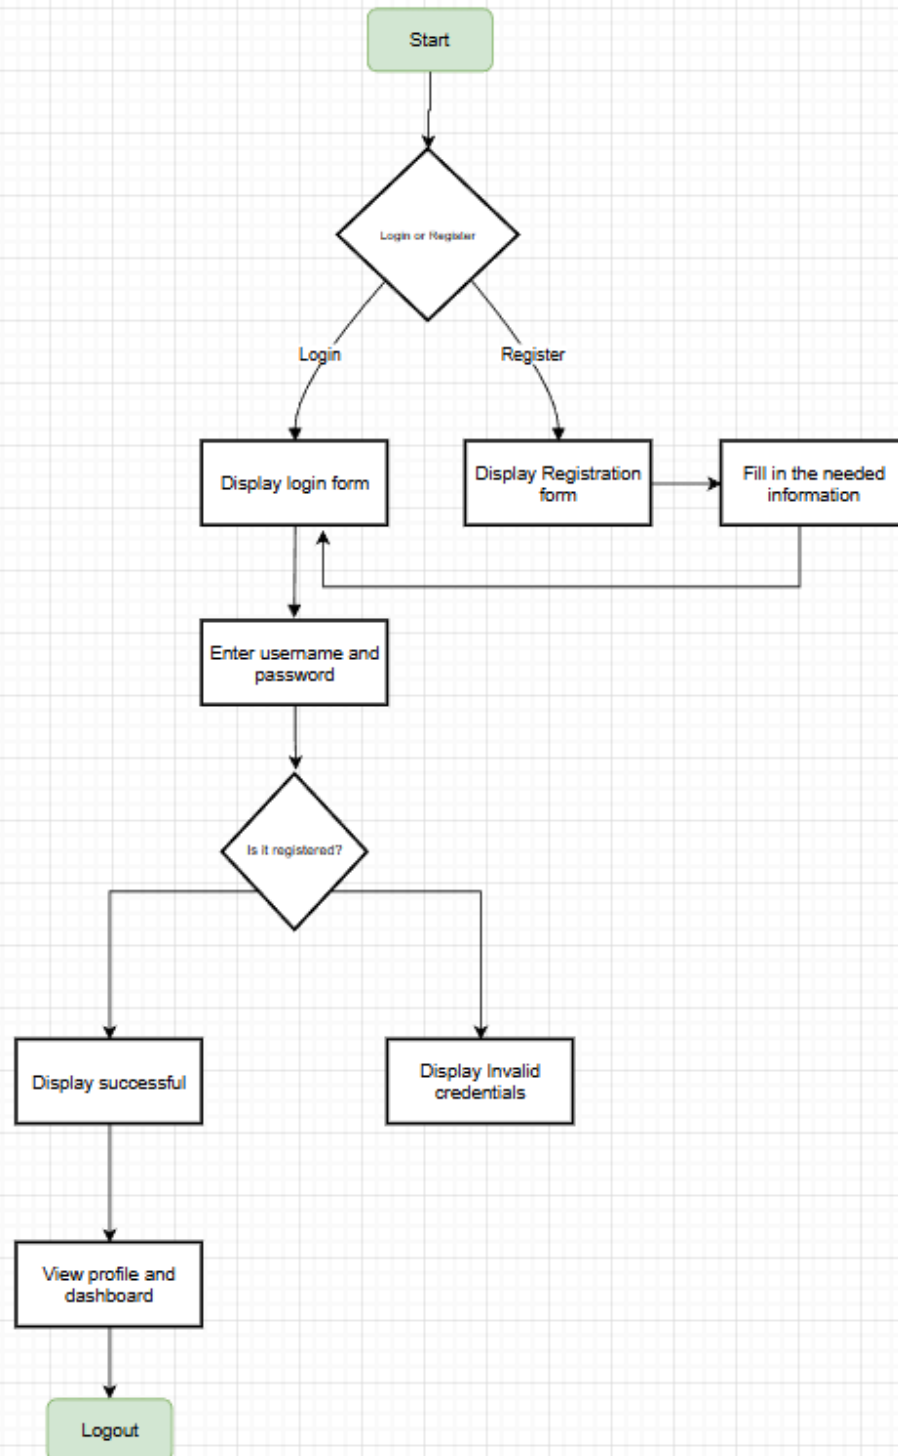 Start
Login or Register
Login
Register
Display login form
Display Registration
form
Fill in the needed
information
Enter username and
password
Is it registered?
Display successful
Display Invalid
credentials
View profile and
dashboard
Logout